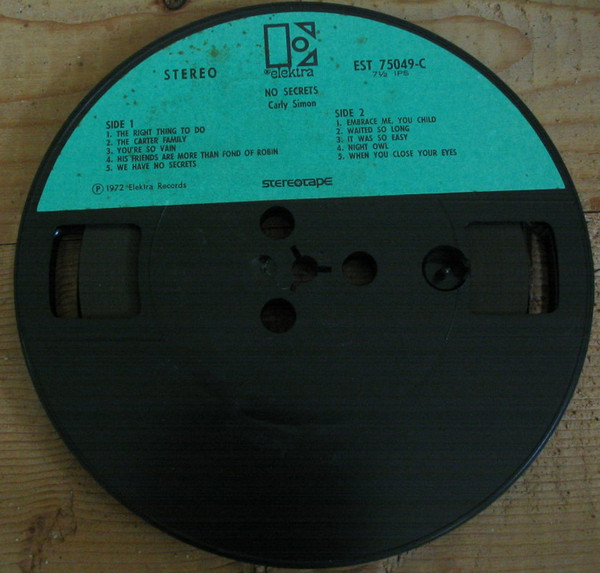 STEREO
elektra
EST 75049-C
7½ IPS
NO SECRETS
Carly Simon
SIDE 1
1. THE RIGHT THING TO DO
2. THE CARTER FAMILY
3. YOU'RE SO VAIN
4. HIS FRIENDS ARE MORE THAN FOND OF ROBIN
5. WE HAVE NO SECRETS
SIDE 2
1. EMBRACE ME, YOU CHILD
2. WAITED SO LONG
3. IT WAS SO EASY
4. NIGHT OWL
5. WHEN YOU CLOSE YOUR EYES
℗ 1972 Elektra Records
stereotape